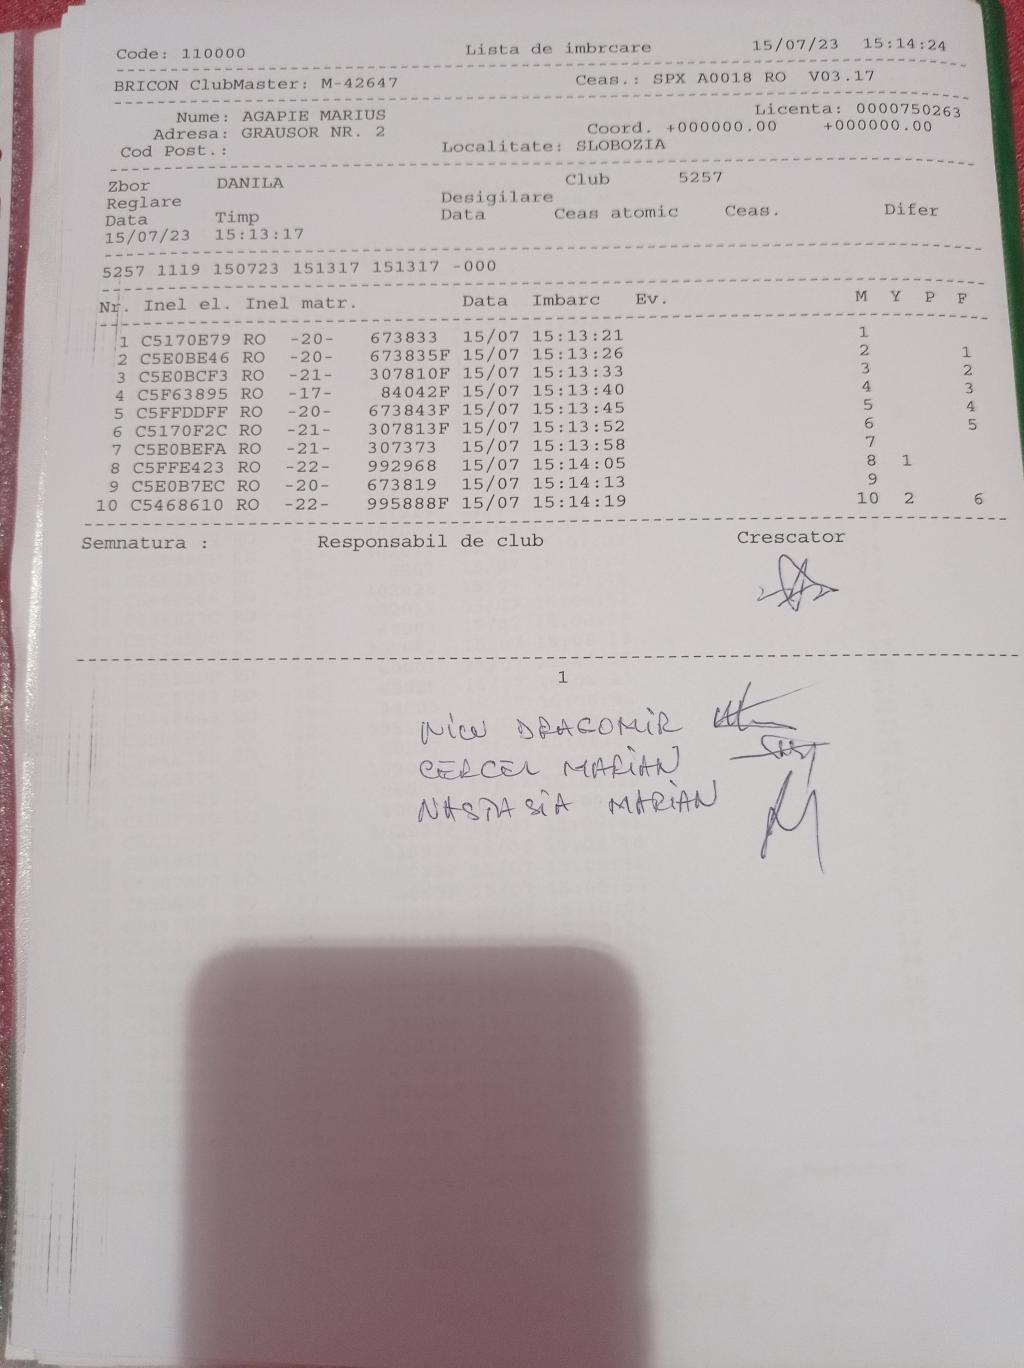 Code: 110000 Lista de imbrcare 15/07/23 15:14:24
BRICON ClubMaster: M-42647 Ceas.: SPX A0018 RO V03.17
Nume: AGAPIE MARIUS Licenta: 0000750263
Adresa: GRAUSOR NR. 2 Coord. +000000.00 +000000.00
Cod Post.: Localitate: SLOBOZIA
Zbor DANILA Club 5257
Reglare Desigilare
Data Timp Data Ceas atomic Ceas. Difer
15/07/23 15:13:17
5257 1119 150723 151317 151317 -000
Nr. Inel el. Inel matr. Data Imbarc Ev. M Y P F
1 C5170E79 RO -20- 673833 15/07 15:13:21 1
2 C5E0BE46 RO -20- 673835F 15/07 15:13:26 2 1
3 C5E0BCF3 RO -21- 307810F 15/07 15:13:33 3 2
4 C5F63895 RO -17- 84042F 15/07 15:13:40 4 3
5 C5FFDDFF RO -20- 673843F 15/07 15:13:45 5 4
6 C5170F2C RO -21- 307813F 15/07 15:13:52 6 5
7 C5E0BEFA RO -21- 307373 15/07 15:13:58 7
8 C5FFE423 RO -22- 992968 15/07 15:14:05 8 1
9 C5E0B7EC RO -20- 673819 15/07 15:14:13 9
10 C5468610 RO -22- 995888F 15/07 15:14:19 10 2 6
Semnatura : Responsabil de club Crescator
1
NICU DRAGOMIR
CERCEL MARIAN
NASTASIA MARIAN